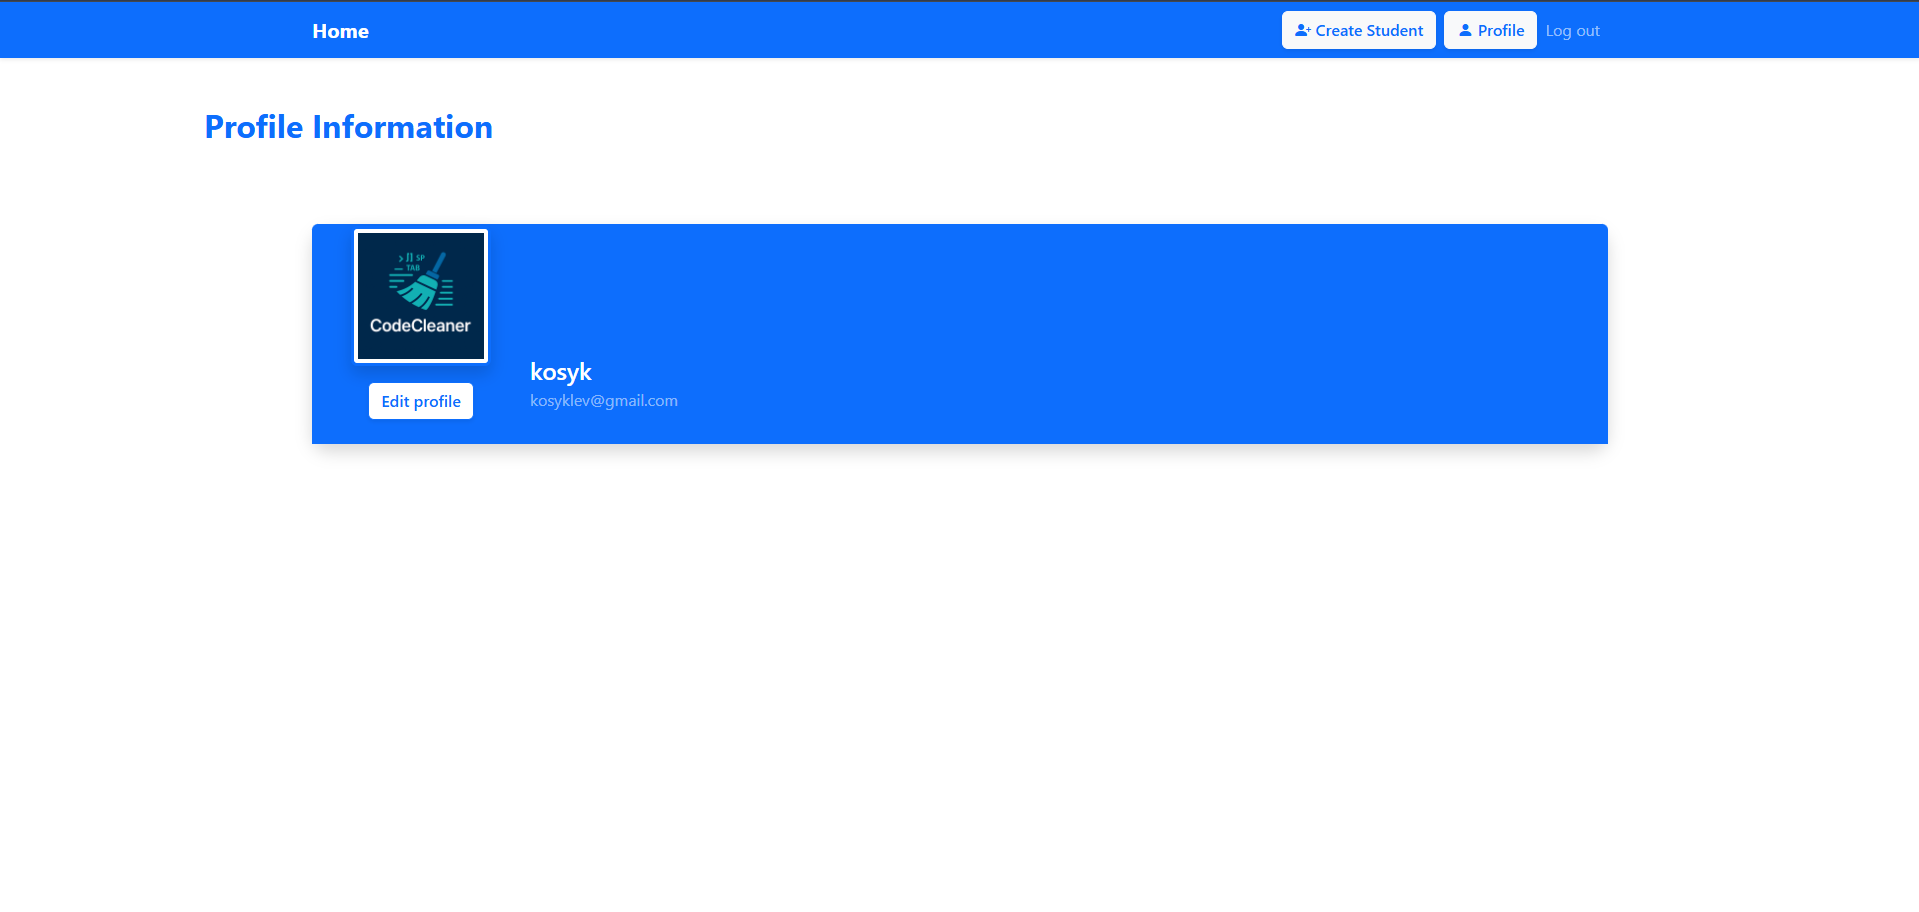 Home
Create Student
Profile
Log out
Profile Information
SP
TAB
CodeCleaner
kosyk
kosyklev@gmail.com
Edit profile